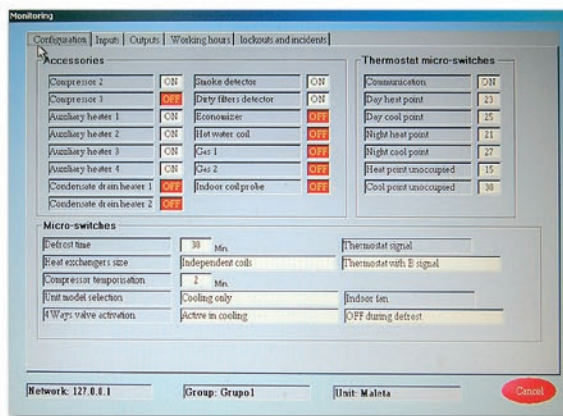 Monitoring
Configuration Inputs Outputs Working hours lockouts and incidents
Accessories
Compressor 2 ON
Compressor 3 OFF
Auxiliary heater 1 ON
Auxiliary heater 2 ON
Auxiliary heater 3 ON
Auxiliary heater 4 ON
Condensate drain heater 1 OFF
Condensate drain heater 2 OFF
Smoke detector ON
Dirty filters detector ON
Economizer OFF
Hot water coil OFF
Gas 1 OFF
Gas 2 OFF
Indoor coil probe OFF
Thermostat micro-switches
Communication ON
Day heat point 23
Day cool point 25
Night heat point 21
Night cool point 27
Heat point unoccupied 15
Cool point unoccupied 30
Micro-switches
Defrost time 30 Min. Thermostat signal
Heat exchangers size Independent coils Thermostat with E signal
Compressor temporisation 2 Min.
Unit model selection Cooling only Indoor fan
4 Ways valve activation Active in cooling OFF during defrost
Network: 127.0.0.1 Group: Grupo1 Unit: Maleta Cancel